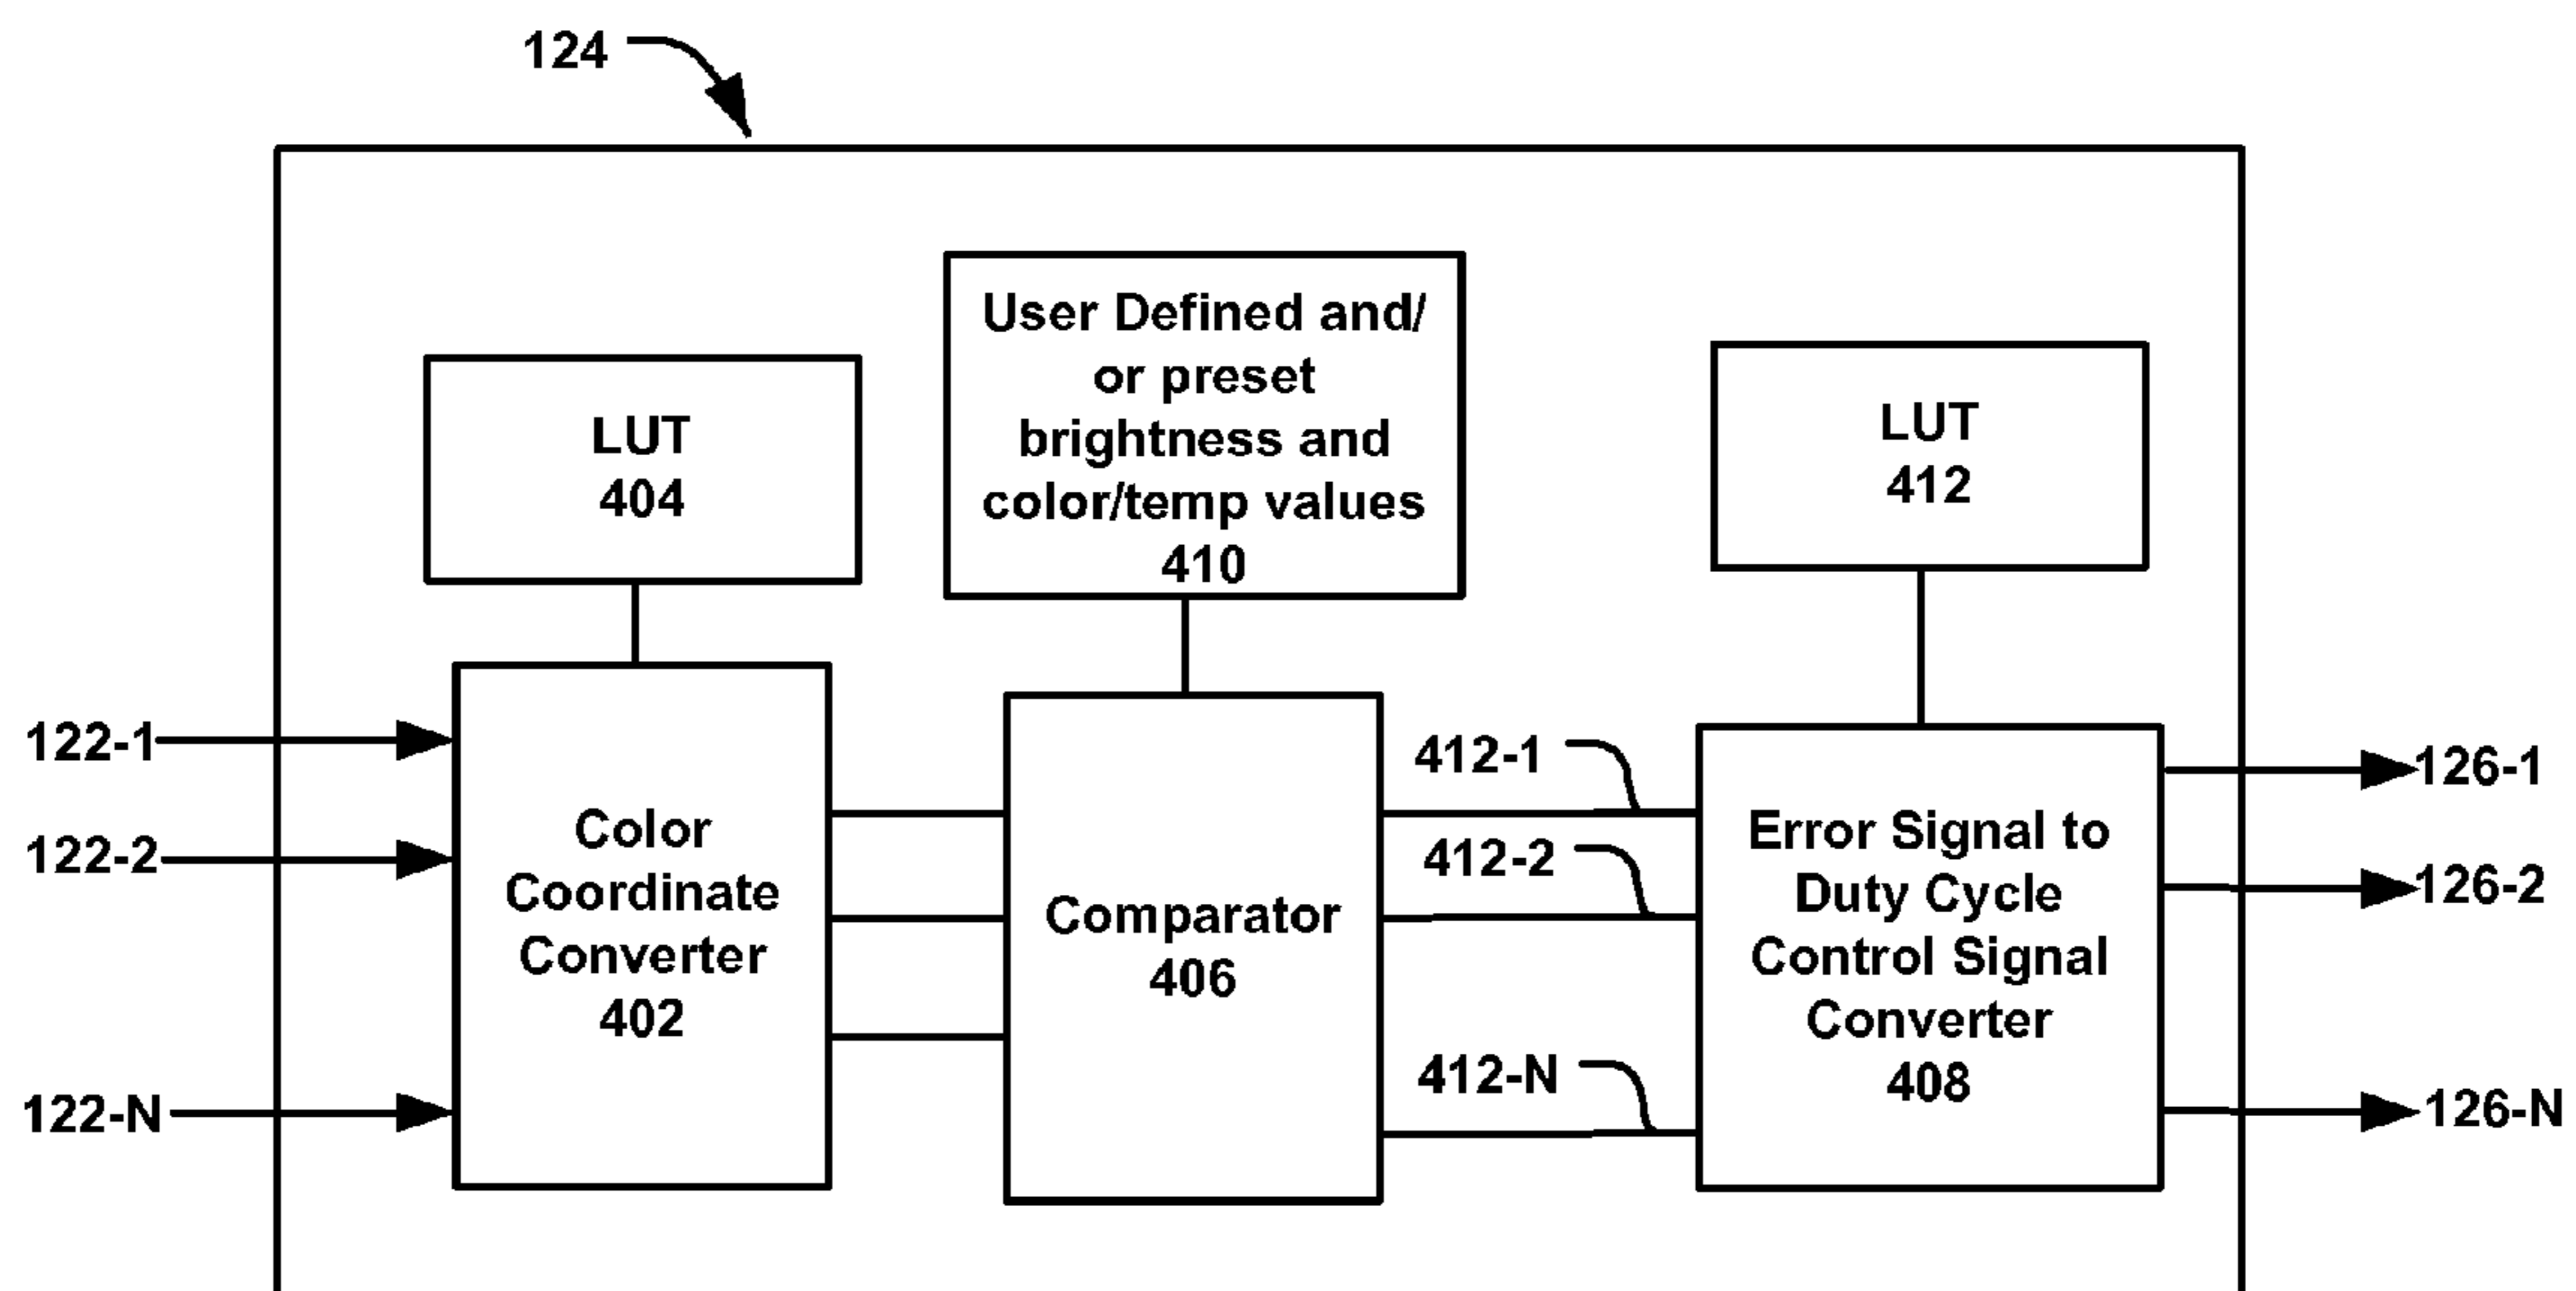 124
User Defined and/
or preset
brightness and
color/temp values
410
LUT
404
LUT
412
122-1
122-2
122-N
Color
Coordinate
Converter
402
Comparator
406
412-1
412-2
412-N
Error Signal to
Duty Cycle
Control Signal
Converter
408
126-1
126-2
126-N